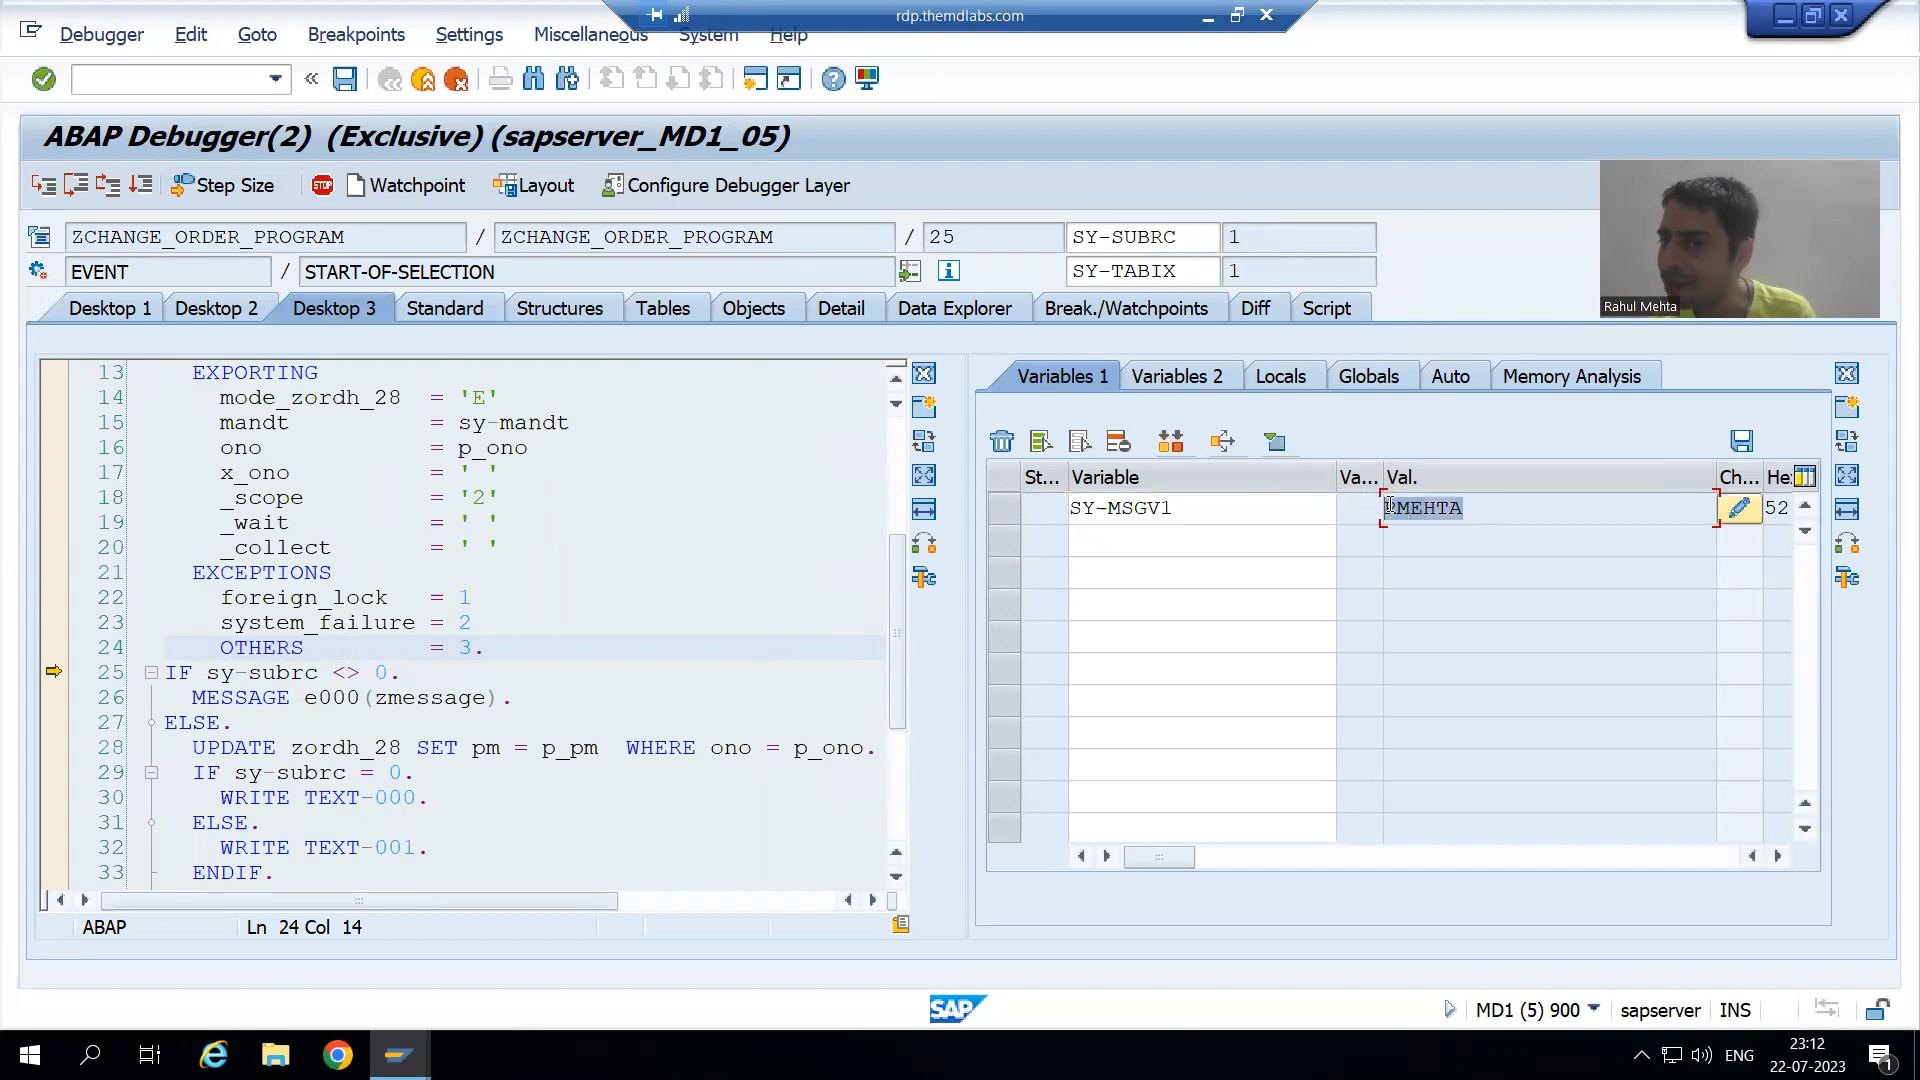 rdp.themdlabs.com
Debugger Edit Goto Breakpoints Settings Miscellaneous System Help
ABAP Debugger(2) (Exclusive) (sapserver_MD1_05)
Step Size STOP Watchpoint Layout Configure Debugger Layer
ZCHANGE_ORDER_PROGRAM / ZCHANGE_ORDER_PROGRAM / 25 SY-SUBRC 1
EVENT / START-OF-SELECTION SY-TABIX 1
Rahul Mehta
Desktop 1 Desktop 2 Desktop 3 Standard Structures Tables Objects Detail Data Explorer Break./Watchpoints Diff Script
13 EXPORTING
14 mode_zordh_28 = 'E'
15 mandt = sy-mandt
16 ono = p_ono
17 x_ono = ' '
18 _scope = '2'
19 _wait = ' '
20 _collect = ' '
21 EXCEPTIONS
22 foreign_lock = 1
23 system_failure = 2
24 OTHERS = 3.
25 IF sy-subrc <> 0.
26 MESSAGE e000(zmessage).
27 ELSE.
28 UPDATE zordh_28 SET pm = p_pm WHERE ono = p_ono.
29 IF sy-subrc = 0.
30 WRITE TEXT-000.
31 ELSE.
32 WRITE TEXT-001.
33 ENDIF.
ABAP Ln 24 Col 14
Variables 1 Variables 2 Locals Globals Auto Memory Analysis
St... Variable Va... Val. Ch... Hex
SY-MSGV1 RMEHTA 52
SAP
MD1 (5) 900 sapserver INS
ENG
23:12
22-07-2023
1